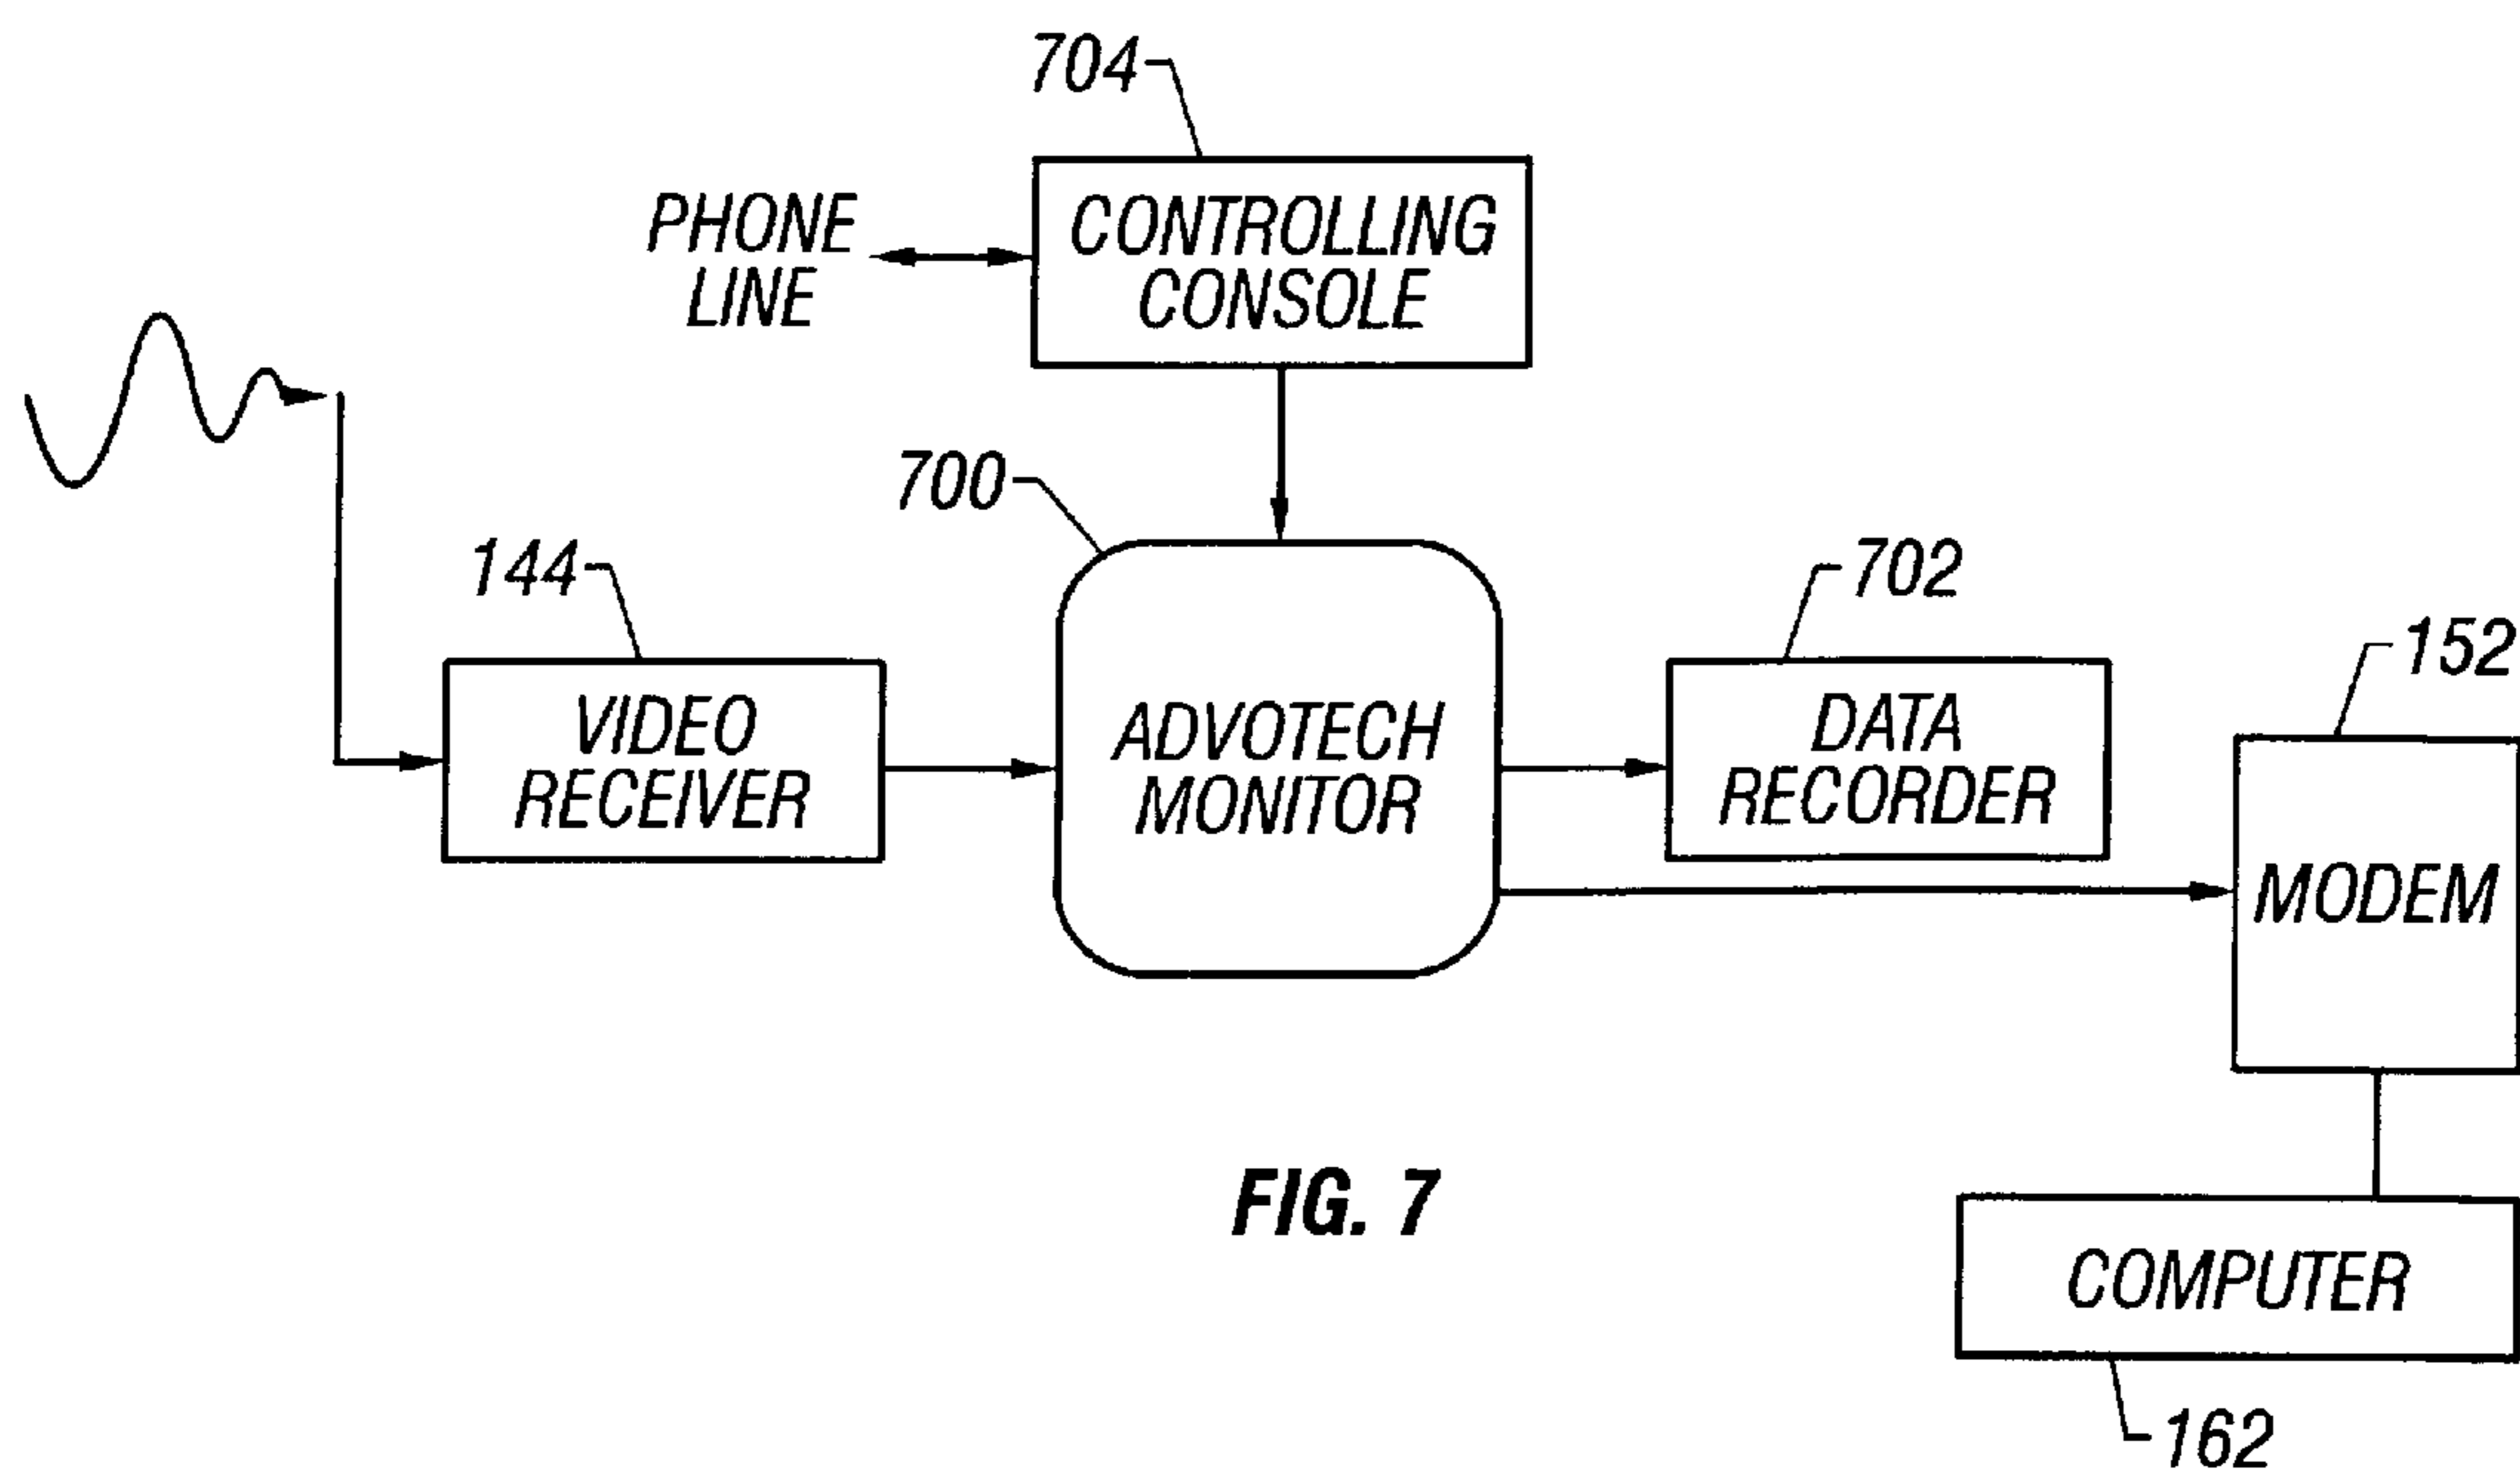 704
PHONE
LINE
CONTROLLING
CONSOLE
700
144
702
152
VIDEO
RECEIVER
ADVOTECH
MONITOR
DATA
RECORDER
MODEM
FIG. 7
COMPUTER
162